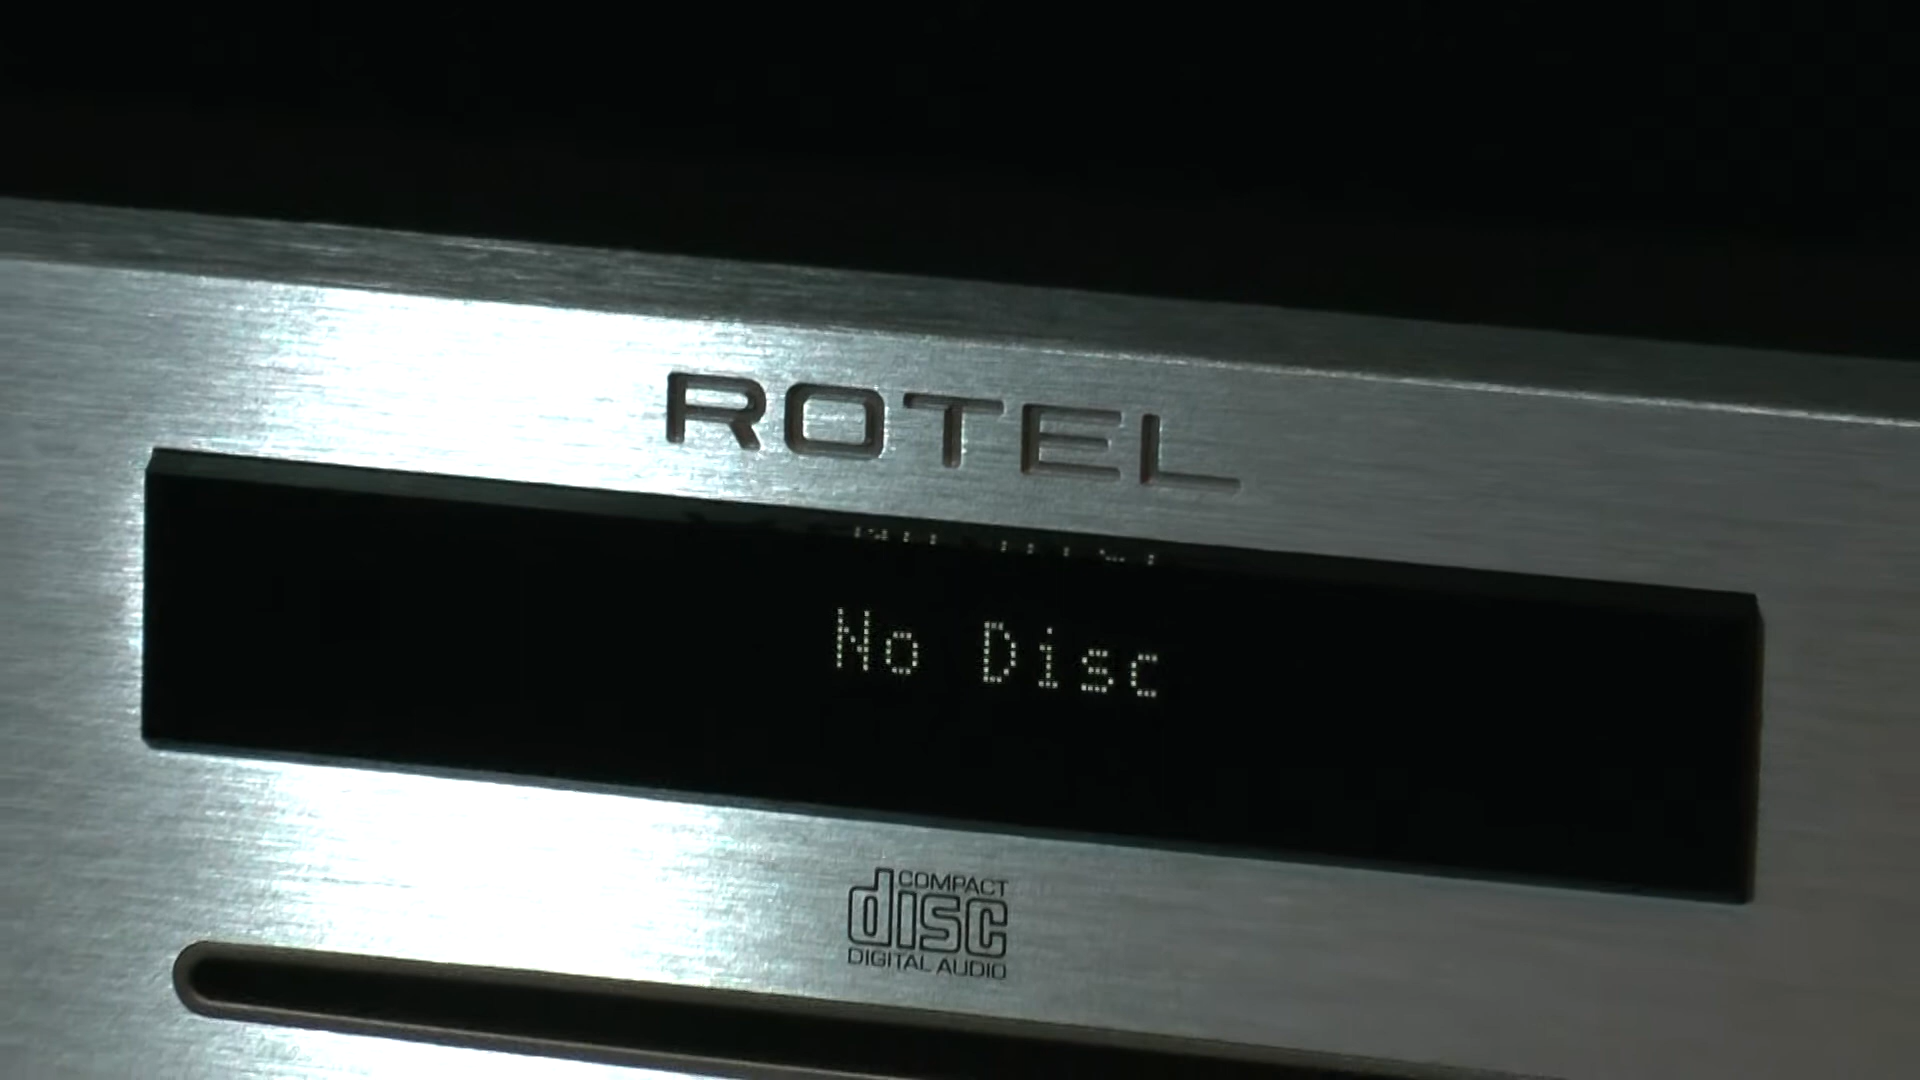 ROTEL
No Disc
COMPACT
disc
DIGITAL AUDIO